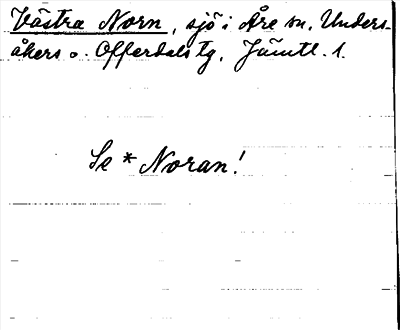 Västra Norn, sjö i Åre sn, Unders-
åkers o. Offerdals tg, Jämtl. l.
Se * Noran!